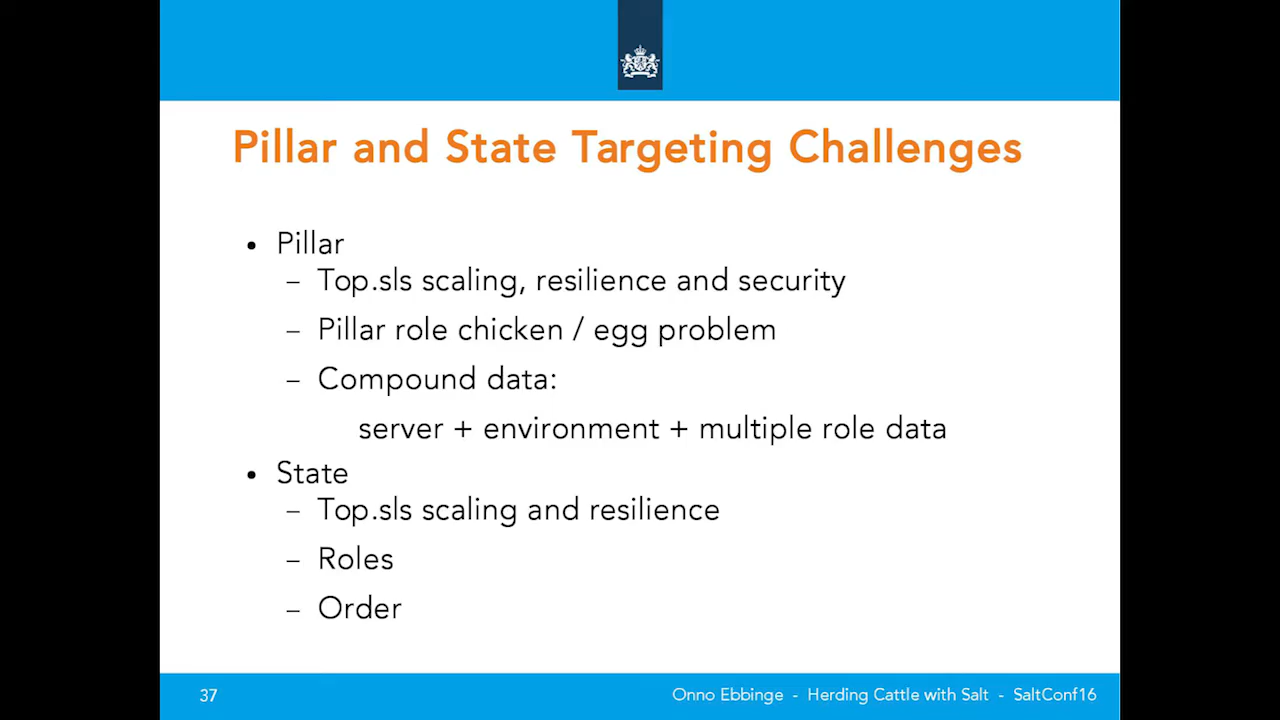 Pillar and State Targeting Challenges
• Pillar
– Top.sls scaling, resilience and security
– Pillar role chicken / egg problem
– Compound data:
server + environment + multiple role data
• State
– Top.sls scaling and resilience
– Roles
– Order
37
Onno Ebbinge - Herding Cattle with Salt - SaltConf16